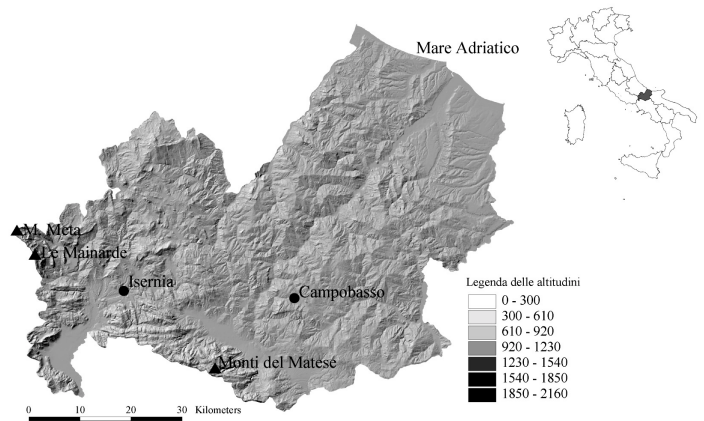 Mare Adriatico
M. Meta
Le Mainarde
Isernia
Campobasso
Monti del Matese
Legenda delle altitudini
0 - 300
300 - 610
610 - 920
920 - 1230
1230 - 1540
1540 - 1850
1850 - 2160
0 10 20 30 Kilometers